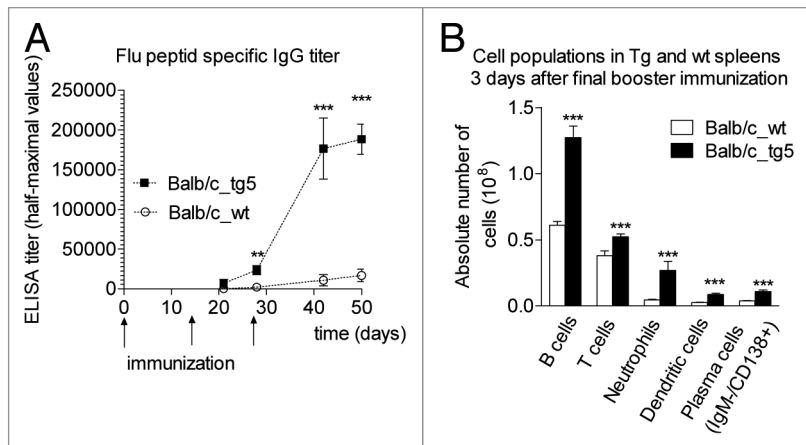 A
Flu peptid specific IgG titer
ELISA titer (half-maximal values)
250000
200000
150000
100000
50000
0
***
***
**
Balb/c_tg5
Balb/c_wt
0
10
20
30
40
50
time (days)
immunization
B
Cell populations in Tg and wt spleens
3 days after final booster immunization
Absolute number of
cells (10⁸)
1.5
1.0
0.5
0.0
Balb/c_wt
Balb/c_tg5
***
***
***
***
***
B cells
T cells
Neutrophils
Dendritic cells
Plasma cells
(IgM-/CD138+)